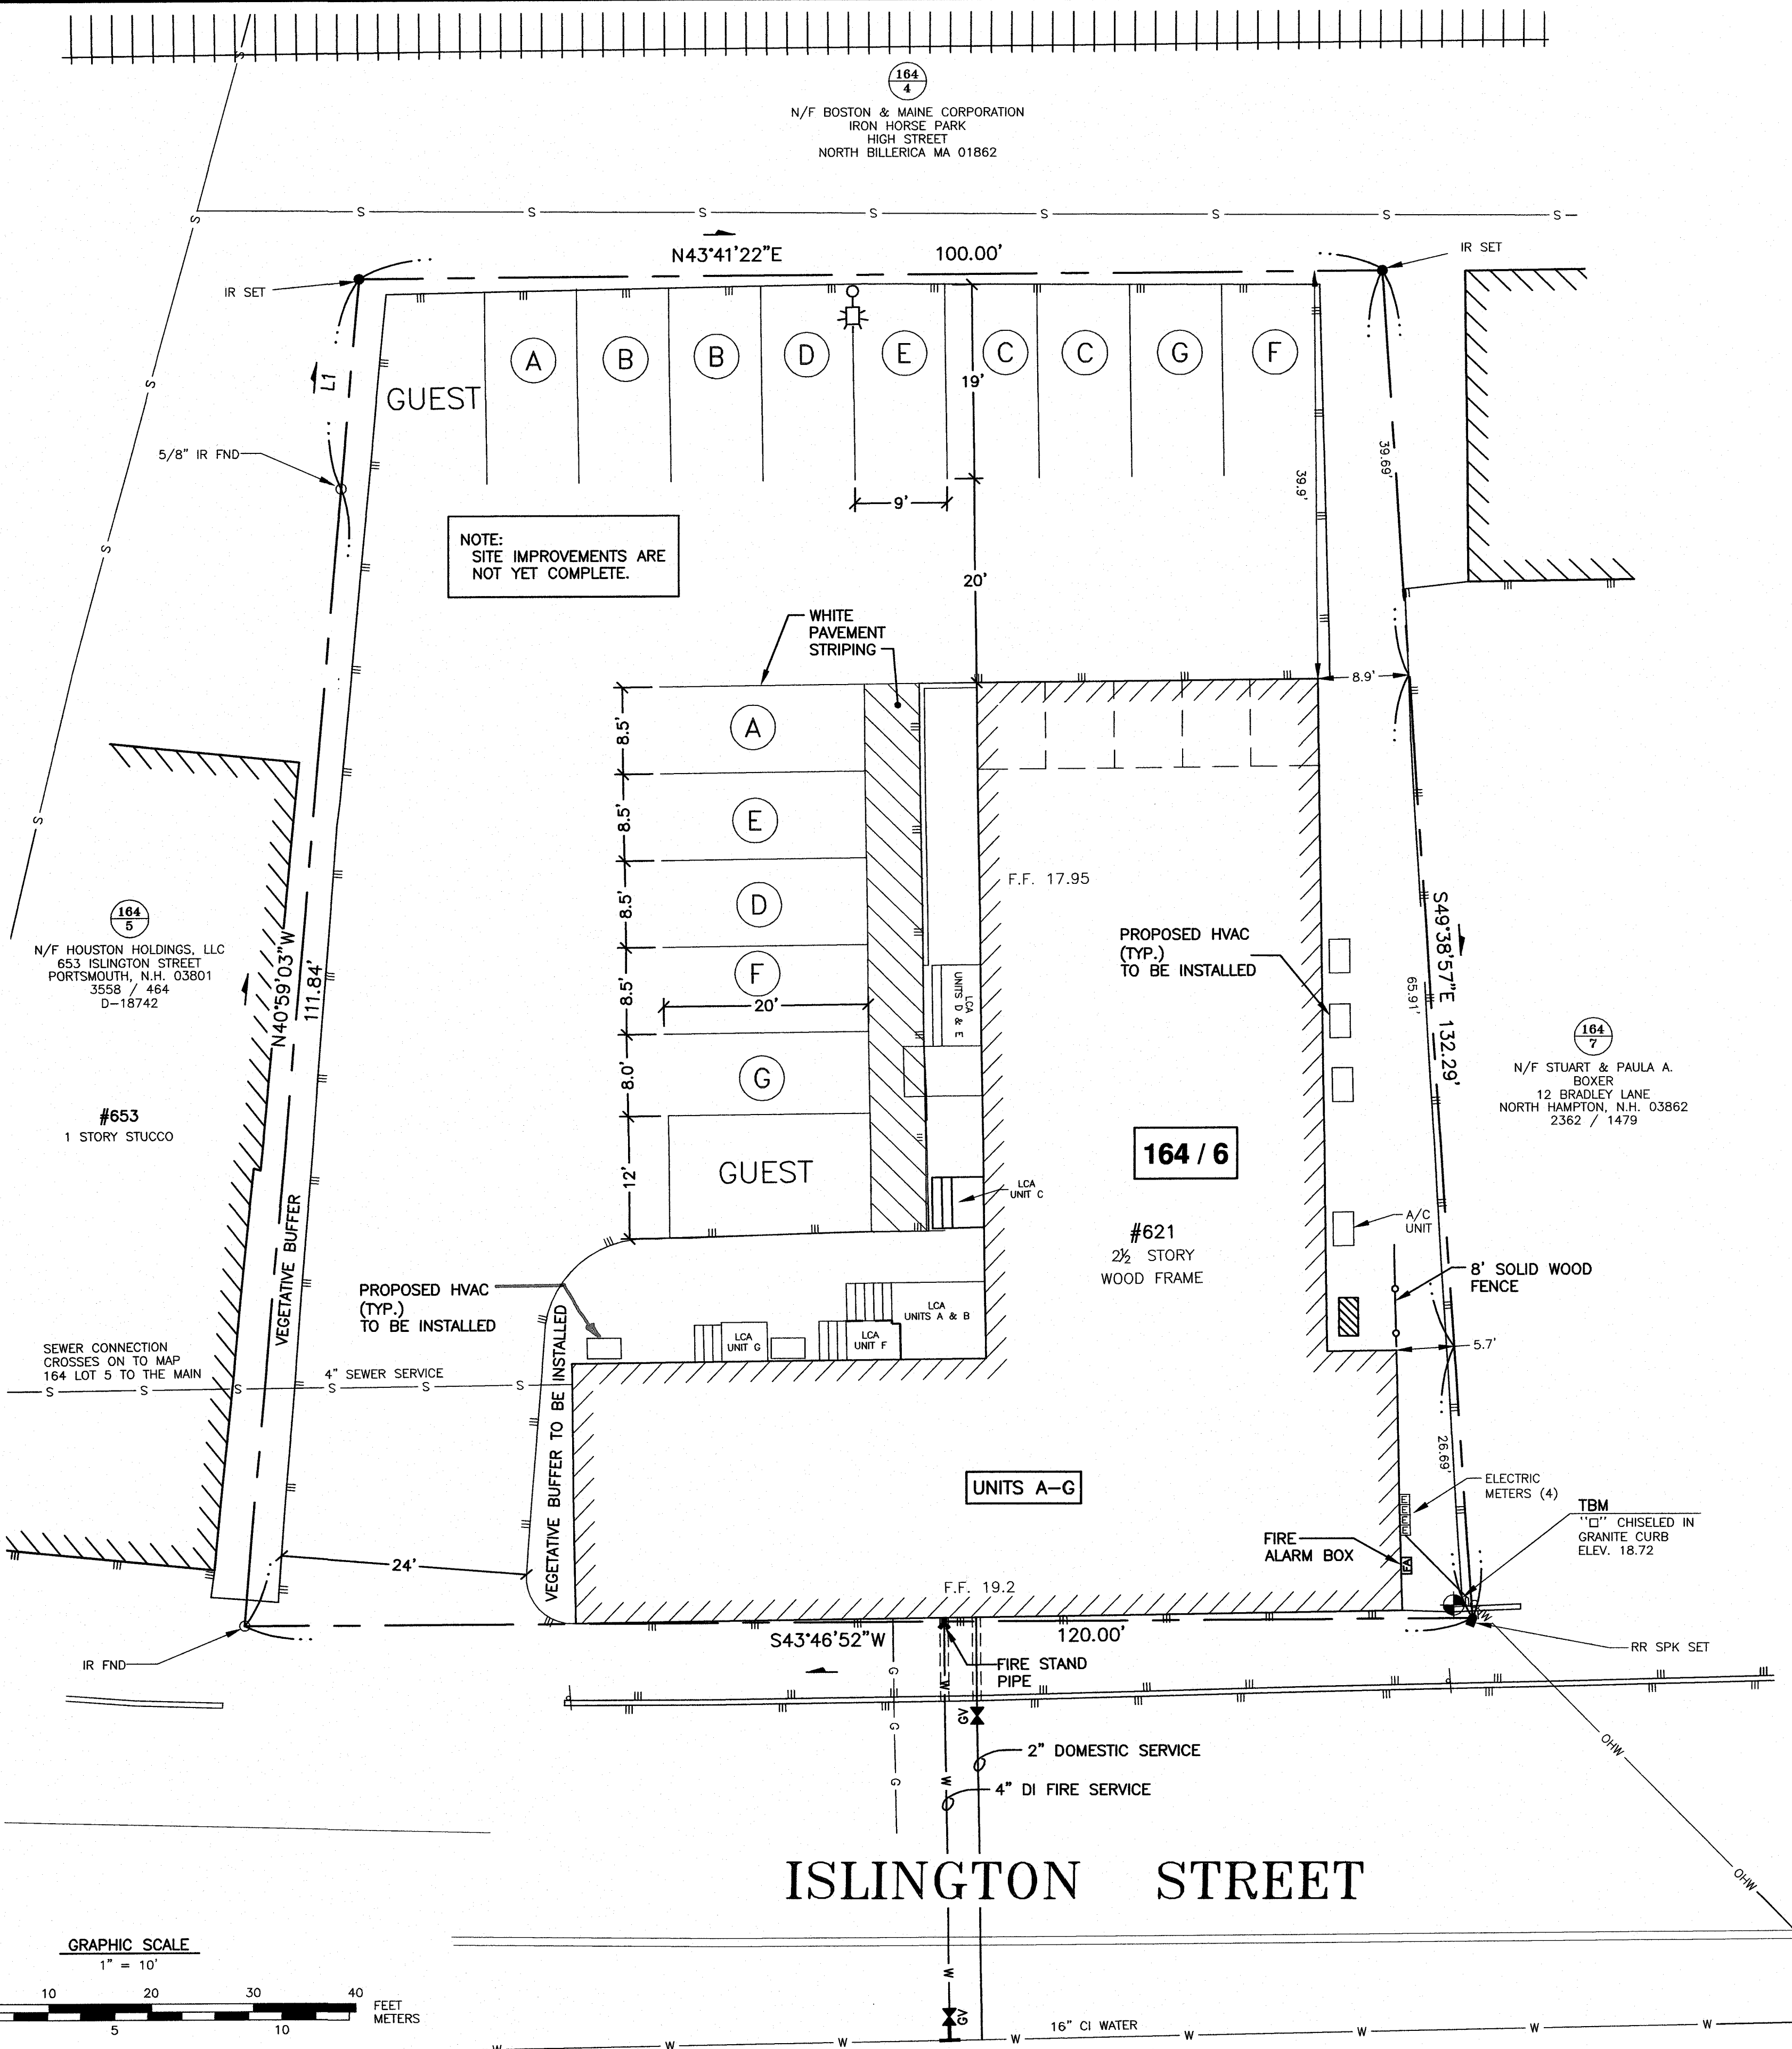 164
4
N/F BOSTON & MAINE CORPORATION
IRON HORSE PARK
HIGH STREET
NORTH BILLERICA MA 01862
S
S
S
S
S
S
S
S
S
S
N43°41'22"E
100.00'
IR SET
IR SET
L1
GUEST
A
B
B
D
E
C
C
G
F
19'
39.9'
39.69'
5/8" IR FND
9'
S
NOTE:
SITE IMPROVEMENTS ARE
NOT YET COMPLETE.
20'
S
WHITE
PAVEMENT
STRIPING
8.9'
A
8.5'
E
8.5'
S
F.F. 17.95
D
8.5'
164
5
N/F HOUSTON HOLDINGS, LLC
653 ISLINGTON STREET
PORTSMOUTH, N.H. 03801
3558 / 464
D-18742
N40°59'03"W
111.84'
F
8.5'
20'
LCA
UNITS D & E
PROPOSED HVAC
(TYP.)
TO BE INSTALLED
S49°38'57"E 132.29'
65.91'
164
7
N/F STUART & PAULA A.
BOXER
12 BRADLEY LANE
NORTH HAMPTON, N.H. 03862
2362 / 1479
G
8.0'
#653
1 STORY STUCCO
164 / 6
GUEST
12'
LCA
UNIT C
#621
2½ STORY
WOOD FRAME
A/C
UNIT
VEGETATIVE BUFFER
8' SOLID WOOD
FENCE
PROPOSED HVAC
(TYP.)
TO BE INSTALLED
LCA
UNITS A & B
LCA
UNIT G
LCA
UNIT F
5.7'
SEWER CONNECTION
CROSSES ON TO MAP
164 LOT 5 TO THE MAIN
4" SEWER SERVICE
S
S
S
S
S
S
VEGETATIVE BUFFER TO BE INSTALLED
26.69'
UNITS A-G
ELECTRIC
METERS (4)
E
E
E
E
TBM
"□" CHISELED IN
GRANITE CURB
ELEV. 18.72
FIRE
ALARM BOX
FA
24'
F.F. 19.2
S43°46'52"W
120.00'
IR FND
RR SPK SET
FIRE STAND
PIPE
G
G
G
W
GV
2" DOMESTIC SERVICE
W
4" DI FIRE SERVICE
OHW
OHW
ISLINGTON STREET
GRAPHIC SCALE
1" = 10'
10
20
30
40
FEET
METERS
5
10
W
GV
16" CI WATER
W
W
W
W
W
W
W
W